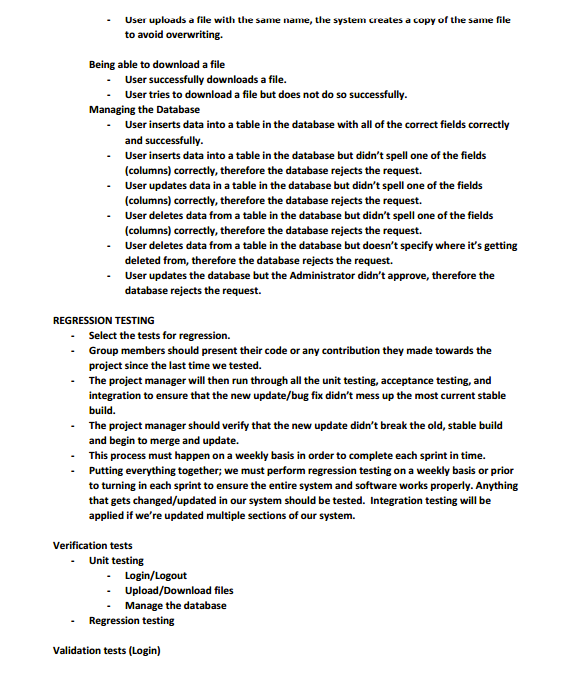 - User uploads a file with the same name, the system creates a copy of the same file
to avoid overwriting.
Being able to download a file
- User successfully downloads a file.
- User tries to download a file but does not do so successfully.
Managing the Database
- User inserts data into a table in the database with all of the correct fields correctly
and successfully.
- User inserts data into a table in the database but didn't spell one of the fields
(columns) correctly, therefore the database rejects the request.
- User updates data in a table in the database but didn't spell one of the fields
(columns) correctly, therefore the database rejects the request.
- User deletes data from a table in the database but didn't spell one of the fields
(columns) correctly, therefore the database rejects the request.
- User deletes data from a table in the database but doesn't specify where it's getting
deleted from, therefore the database rejects the request.
- User updates the database but the Administrator didn't approve, therefore the
database rejects the request.
REGRESSION TESTING
- Select the tests for regression.
- Group members should present their code or any contribution they made towards the
project since the last time we tested.
- The project manager will then run through all the unit testing, acceptance testing, and
integration to ensure that the new update/bug fix didn't mess up the most current stable
build.
- The project manager should verify that the new update didn't break the old, stable build
and begin to merge and update.
- This process must happen on a weekly basis in order to complete each sprint in time.
- Putting everything together; we must perform regression testing on a weekly basis or prior
to turning in each sprint to ensure the entire system and software works properly. Anything
that gets changed/updated in our system should be tested.  Integration testing will be
applied if we're updated multiple sections of our system.
Verification tests
- Unit testing
- Login/Logout
- Upload/Download files
- Manage the database
- Regression testing
Validation tests (Login)